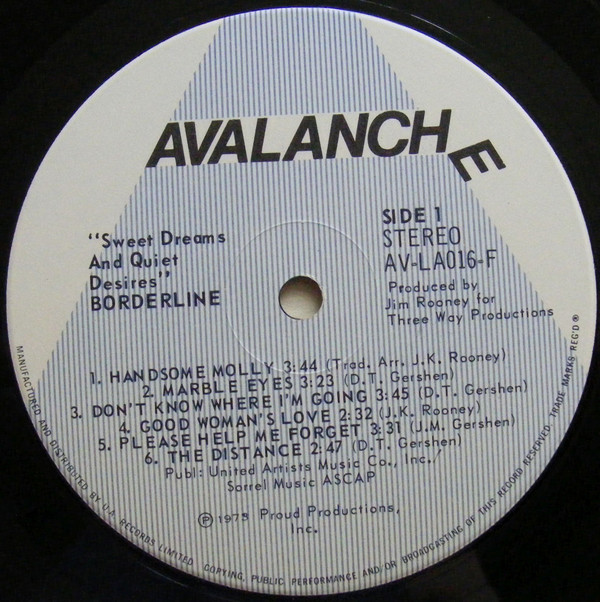 AVALANCHE
"Sweet Dreams
And Quiet
Desires"
BORDERLINE
SIDE 1
STEREO
AV-LA016-F
Produced by
Jim Rooney for
Three Way Productions
1. HANDSOME MOLLY 3:44 (Trad. Arr. J.K. Rooney)
2. MARBLE EYES 3:23 (D.T. Gershen)
3. DON'T KNOW WHERE I'M GOING 3:45 (D.T. Gershen)
4. GOOD WOMAN'S LOVE 2:32 (J.K. Rooney)
5. PLEASE HELP ME FORGET 3:31 (J.M. Gershen)
6. THE DISTANCE 2:47 (D.T. Gershen)
Publ: United Artists Music Co., Inc./
Sorrel Music ASCAP
℗ 1973 Proud Productions,
Inc.
MANUFACTURED AND DISTRIBUTED BY U.A. RECORDS LIMITED COPYING, PUBLIC PERFORMANCE AND/OR BROADCASTING OF THIS RECORD RESERVED. TRADE MARKS REG'D®